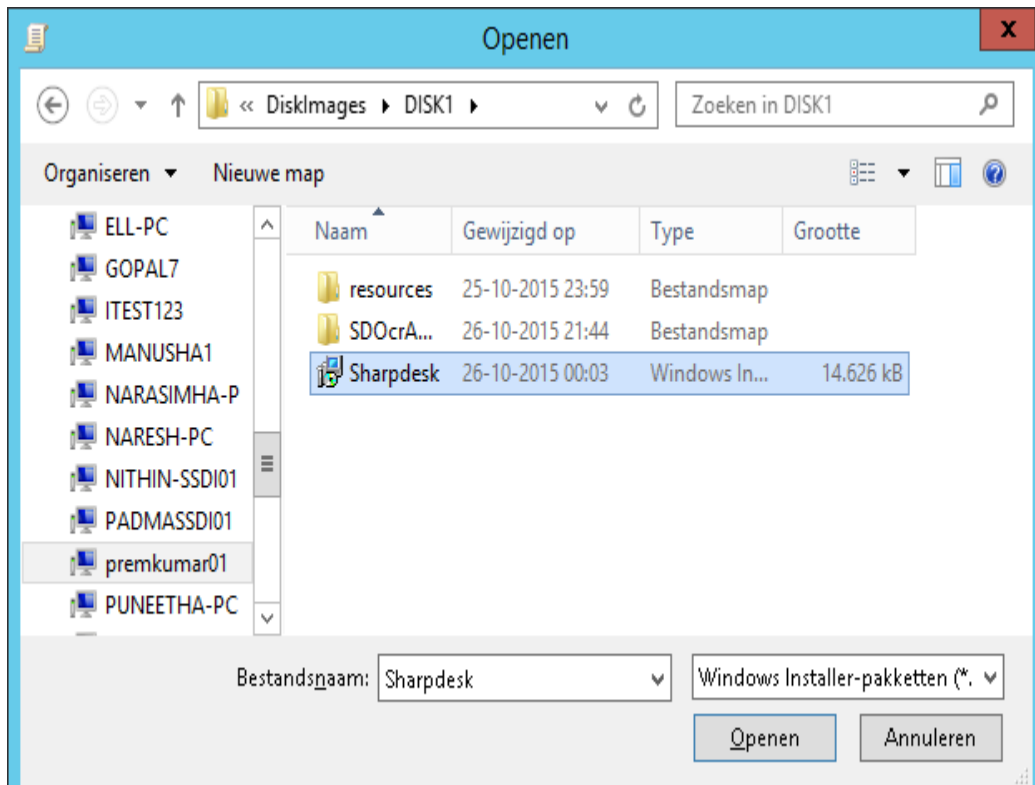 Openen
x
« DiskImages DISK1
Zoeken in DISK1
Organiseren Nieuwe map
ELL-PC
GOPAL7
ITEST123
MANUSHA1
NARASIMHA-P
NARESH-PC
NITHIN-SSDI01
PADMASSDI01
premkumar01
PUNEETHA-PC
Naam Gewijzigd op Type Grootte
resources 25-10-2015 23:59 Bestandsmap
SDOcrA... 26-10-2015 21:44 Bestandsmap
Sharpdesk 26-10-2015 00:03 Windows In... 14.626 kB
Bestandsnaam: Sharpdesk
Windows Installer-pakketten (*.
Openen Annuleren